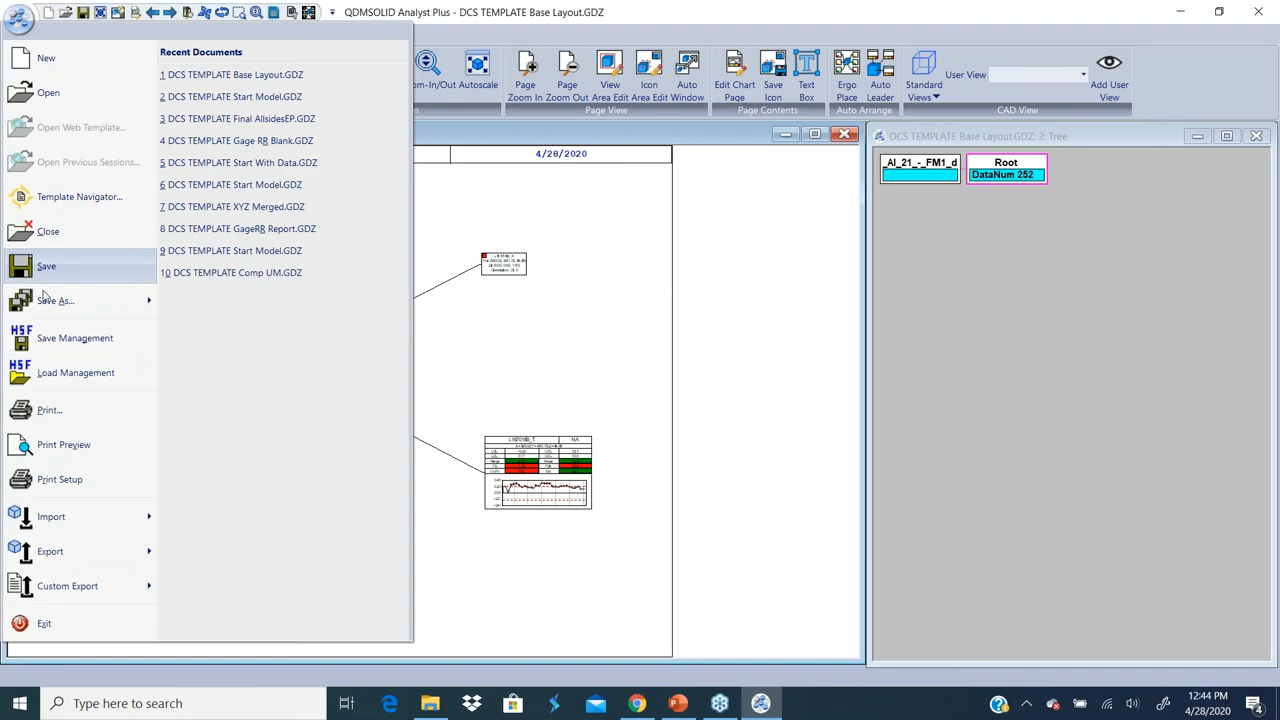 QDMSOLID Analyst Plus - DCS TEMPLATE Base Layout.GDZ
New
Open
Open Web Template...
Open Previous Sessions...
Template Navigator...
Close
Save
Save As...
HSF
Save Management
HSF
Load Management
Print...
Print Preview
Print Setup
Import
Export
Custom Export
Exit
Recent Documents
1 DCS TEMPLATE Base Layout.GDZ
2 DCS TEMPLATE Start Model.GDZ
3 DCS TEMPLATE Final AllsidesEP.GDZ
4 DCS TEMPLATE Gage RR Blank.GDZ
5 DCS TEMPLATE Start With Data.GDZ
6 DCS TEMPLATE Start Model.GDZ
7 DCS TEMPLATE XYZ Merged.GDZ
8 DCS TEMPLATE GageRR Report.GDZ
9 DCS TEMPLATE Start Model.GDZ
10 DCS TEMPLATE Comp UM.GDZ
m-In/Out Autoscale
Page Zoom In
Page Zoom Out
View Area Edit
Icon Area Edit
Auto Window
Page View
Edit Chart Page
Save Icon
Text Box
Page Contents
Ergo Place
Auto Leader
Auto Arrange
Standard Views
User View
Add User View
CAD View
4/28/2020
NA
DCS TEMPLATE Base Layout.GDZ: 2: Tree
_AI_21_-_FM1_d
Root
DataNum 252
Type here to search
12:44 PM
4/28/2020
4